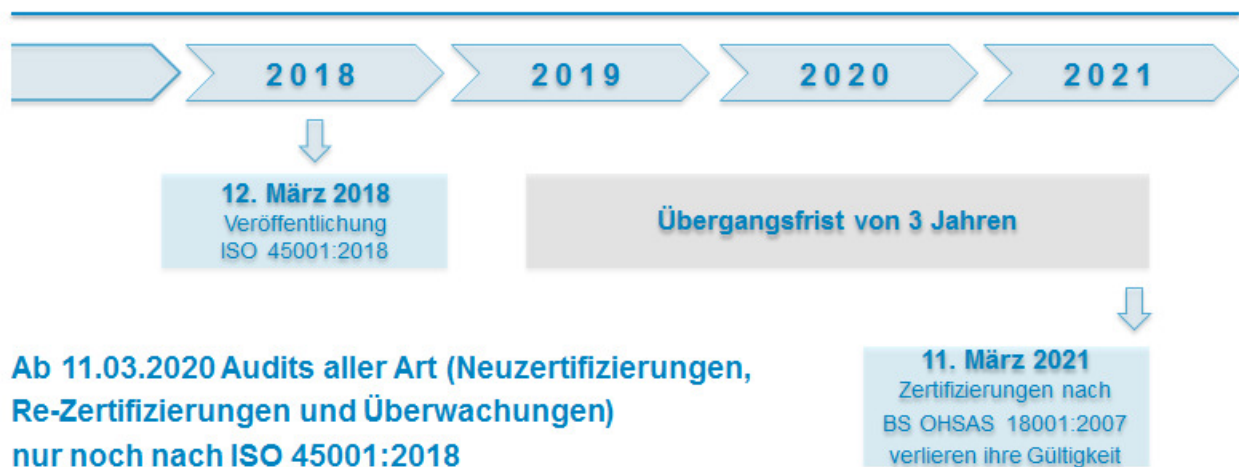 2018
2019
2020
2021
12. März 2018
Veröffentlichung
ISO 45001:2018
Übergangsfrist von 3 Jahren
Ab 11.03.2020 Audits aller Art (Neuzertifizierungen,
Re-Zertifizierungen und Überwachungen)
nur noch nach ISO 45001:2018
11. März 2021
Zertifizierungen nach
BS OHSAS 18001:2007
verlieren ihre Gültigkeit